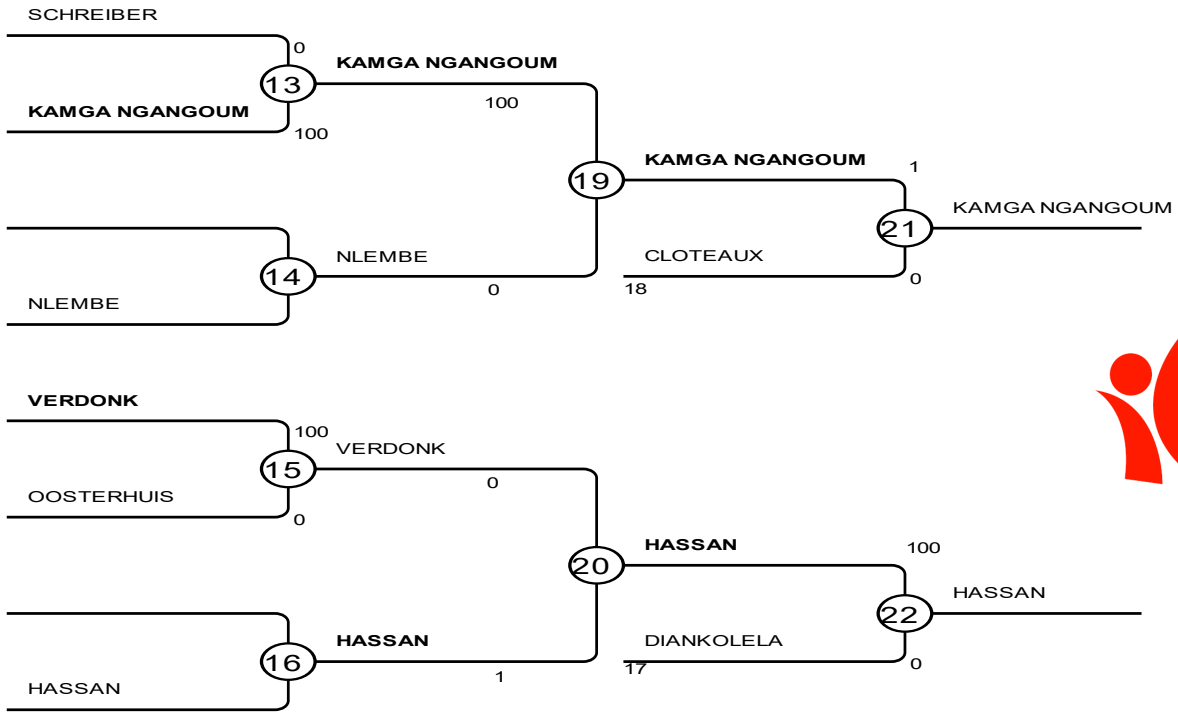 SCHREIBER
0
13
KAMGA NGANGOUM
100
KAMGA NGANGOUM
100
19
KAMGA NGANGOUM
1
21
KAMGA NGANGOUM
14
NLEMBE
0
NLEMBE
CLOTEAUX
18
0
VERDONK
100
15
VERDONK
0
OOSTERHUIS
0
20
HASSAN
100
22
HASSAN
16
HASSAN
1
HASSAN
DIANKOLELA
17
0